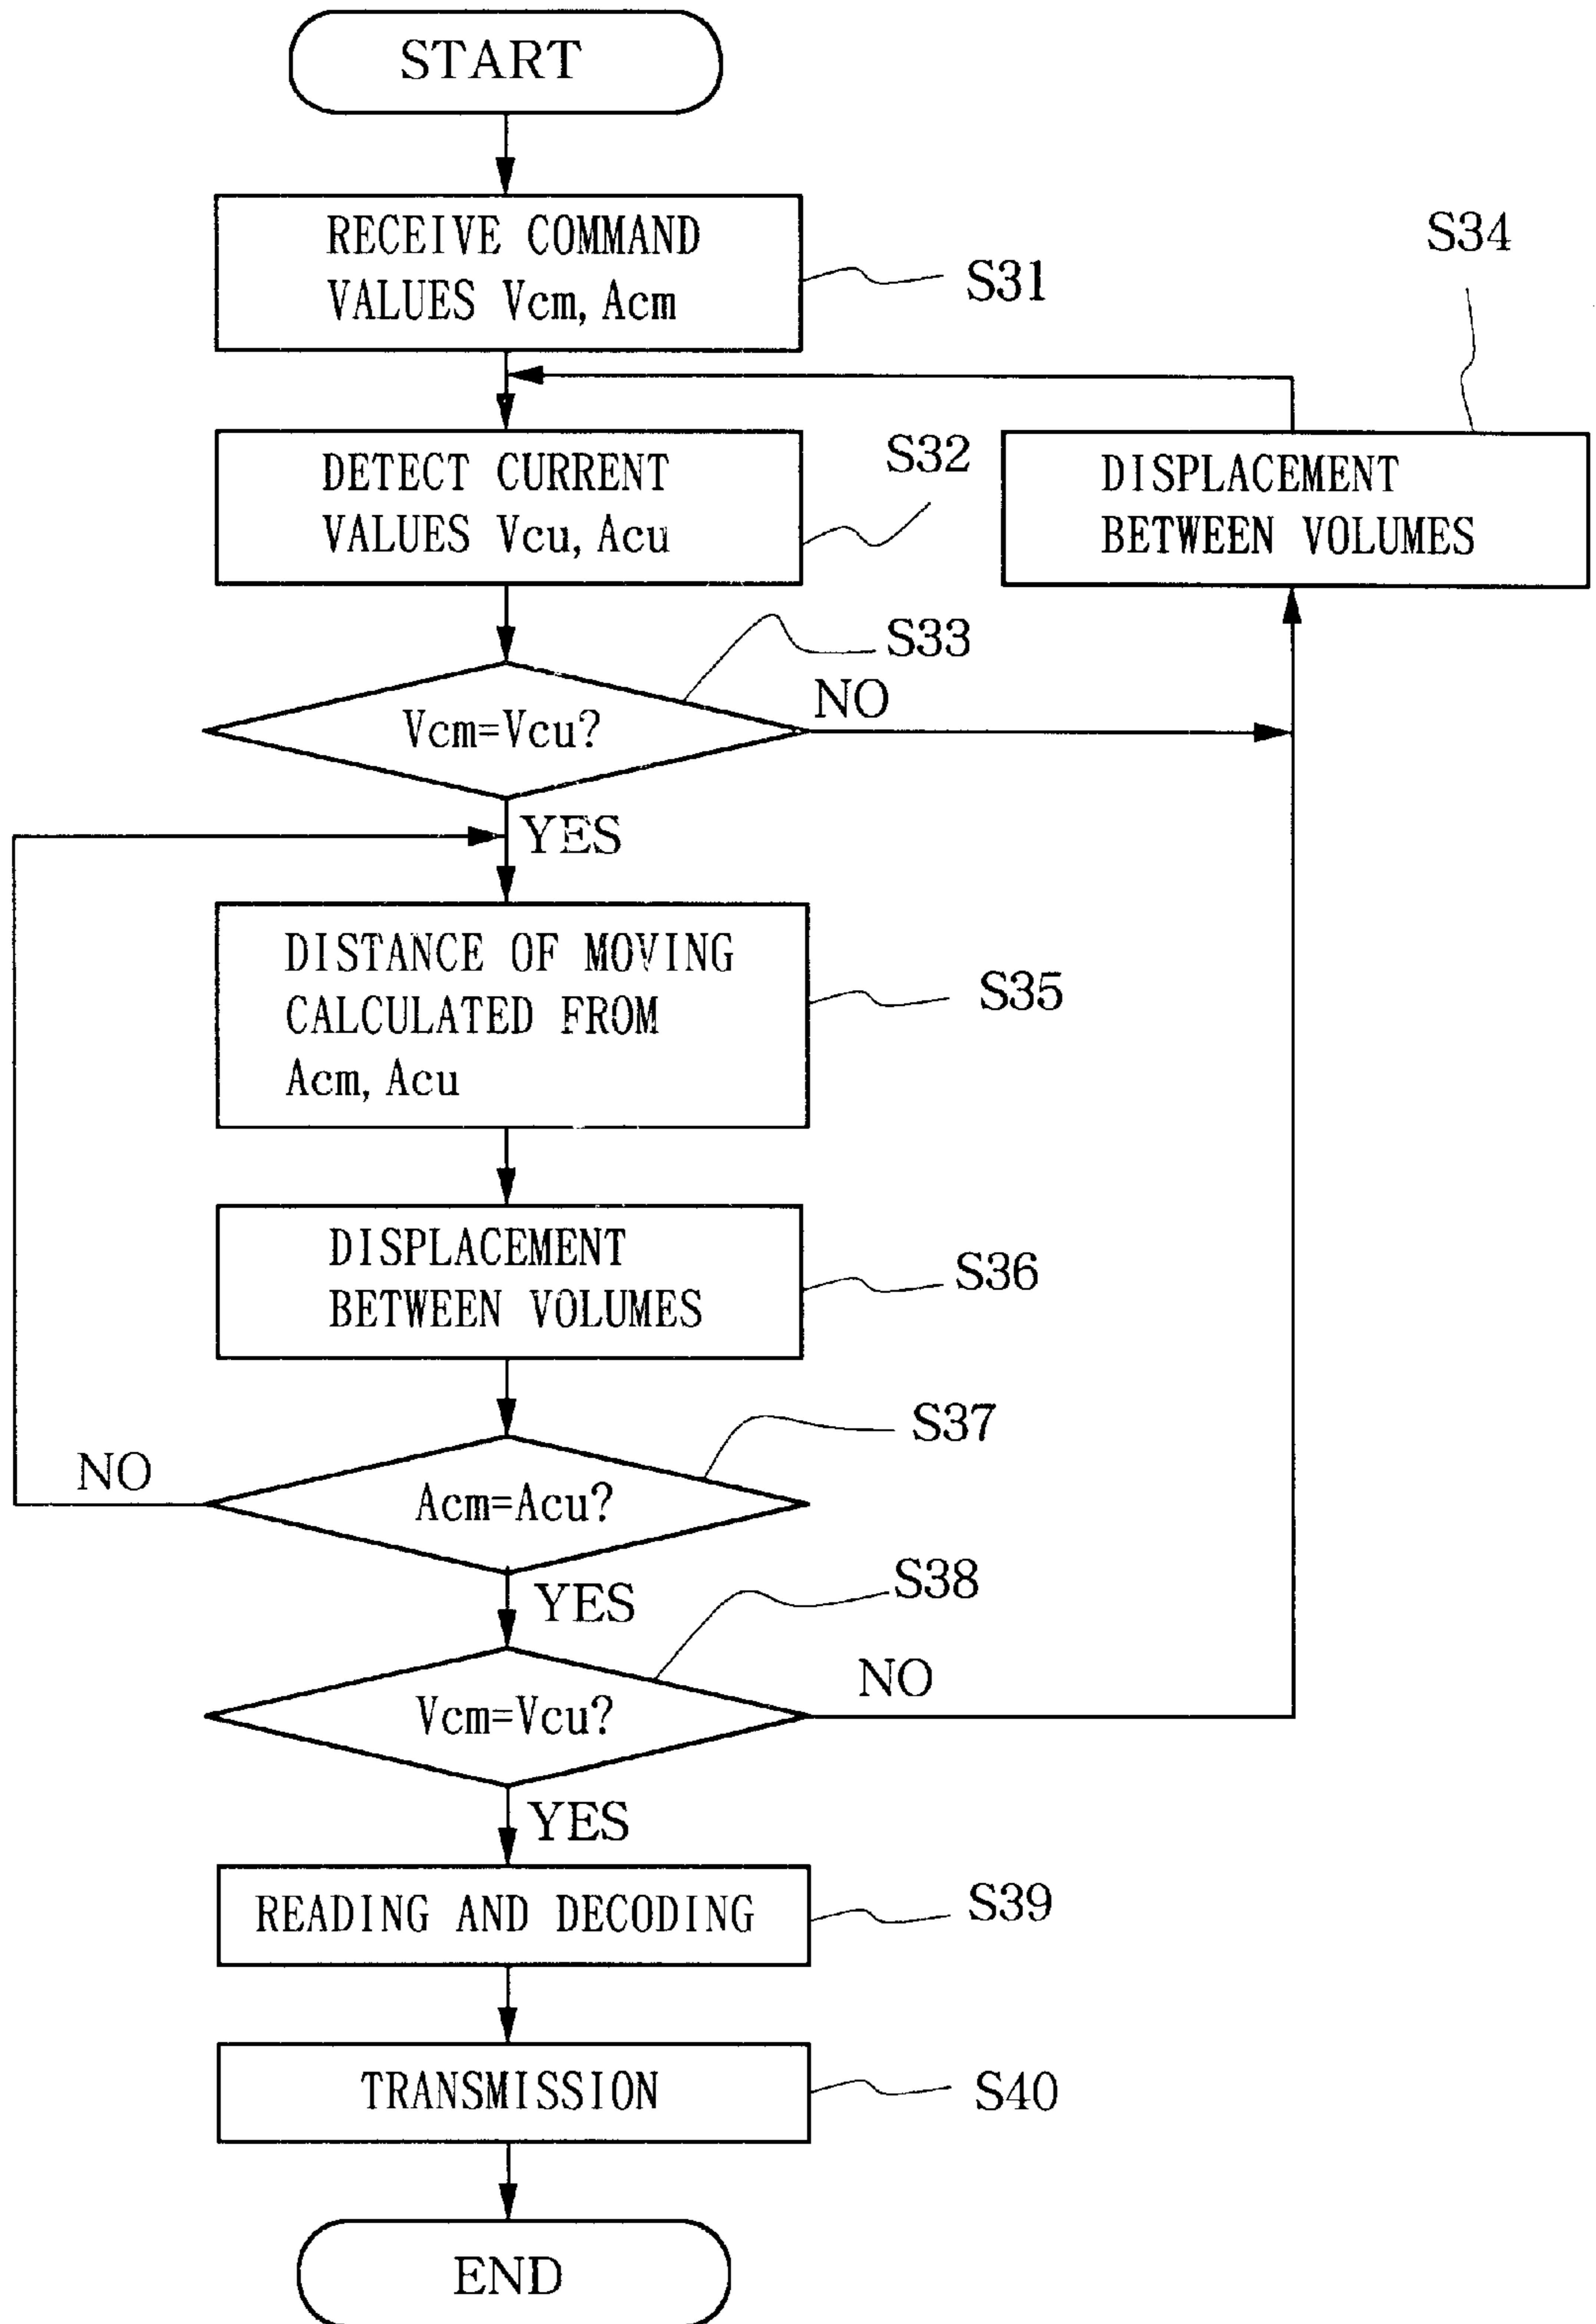 START
RECEIVE COMMAND
VALUES Vcm, Acm
S31
S34
DETECT CURRENT
VALUES Vcu, Acu
S32
DISPLACEMENT
BETWEEN VOLUMES
S33
Vcm=Vcu?
NO
YES
DISTANCE OF MOVING
CALCULATED FROM
Acm, Acu
S35
DISPLACEMENT
BETWEEN VOLUMES
S36
S37
NO
Acm=Acu?
YES
S38
Vcm=Vcu?
NO
YES
READING AND DECODING
S39
TRANSMISSION
S40
END